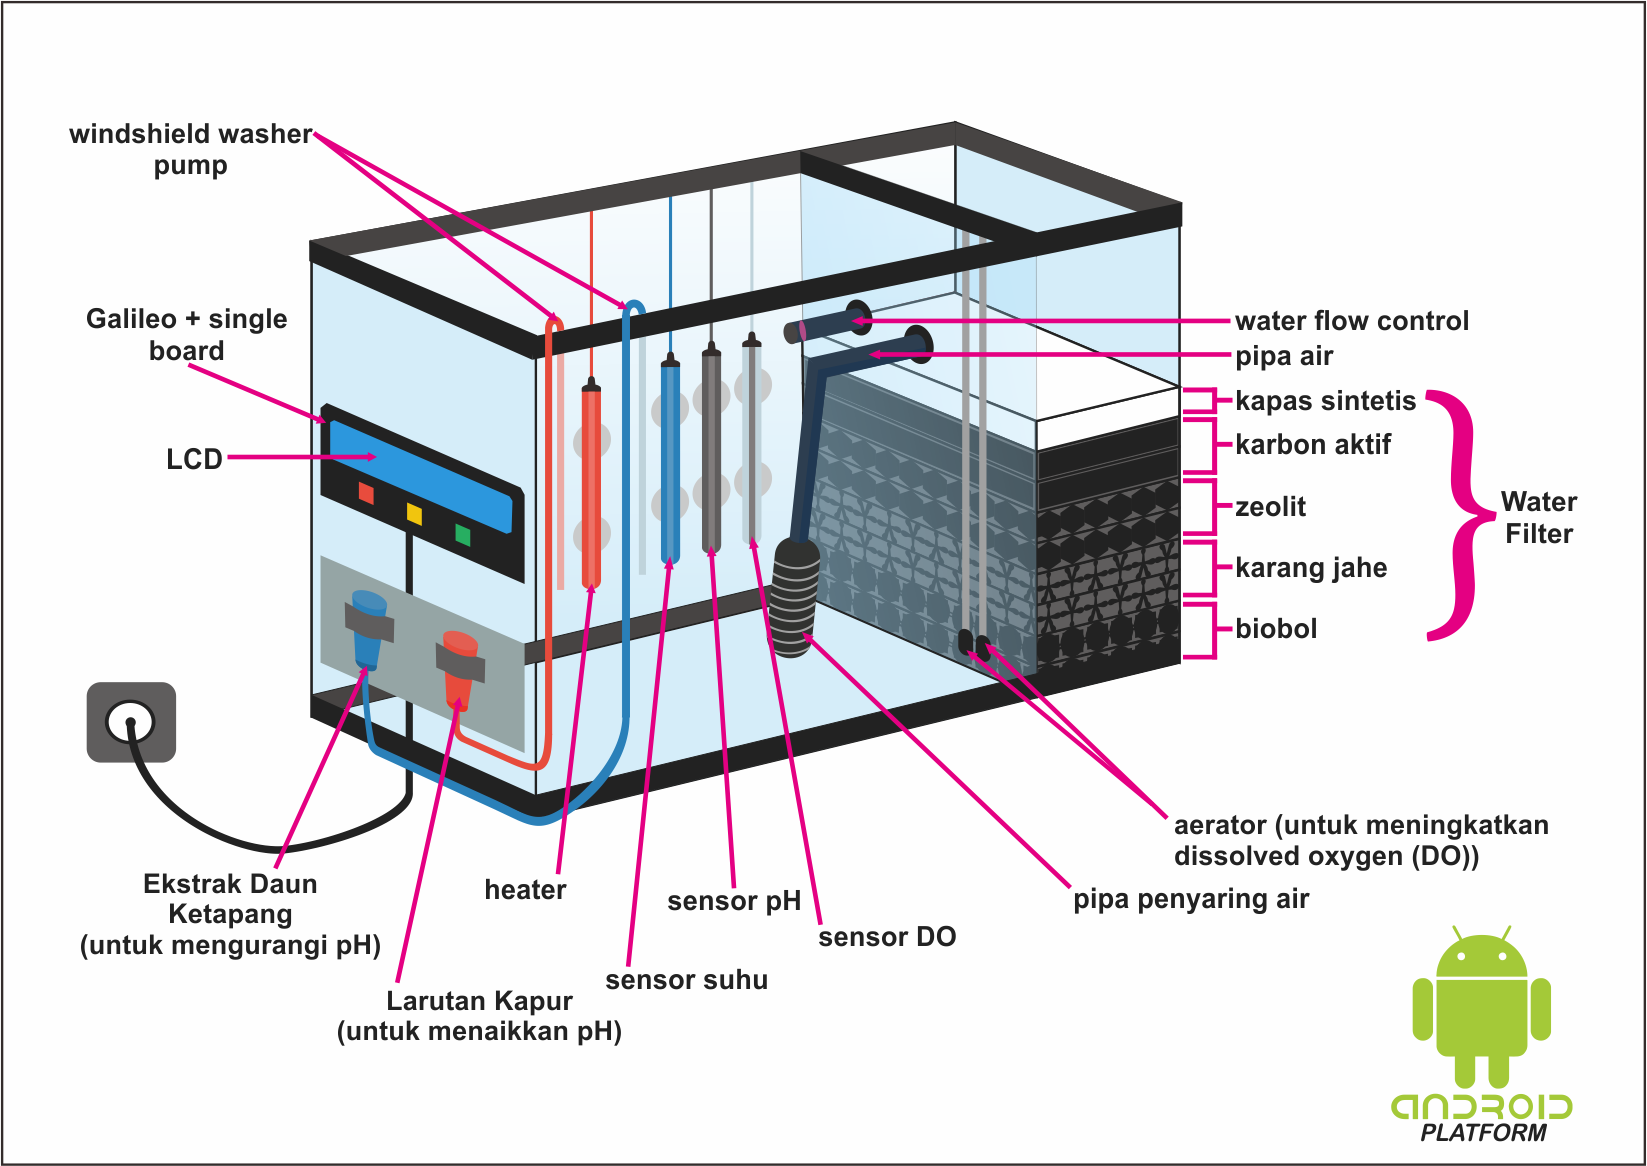 windshield washer
pump
Galileo + single
board
LCD
water flow control
pipa air
kapas sintetis
karbon aktif
zeolit
karang jahe
biobol
Water
Filter
aerator (untuk meningkatkan
dissolved oxygen (DO))
pipa penyaring air
Ekstrak Daun
Ketapang
(untuk mengurangi pH)
heater
sensor pH
sensor DO
sensor suhu
Larutan Kapur
(untuk menaikkan pH)
ANDROID
PLATFORM